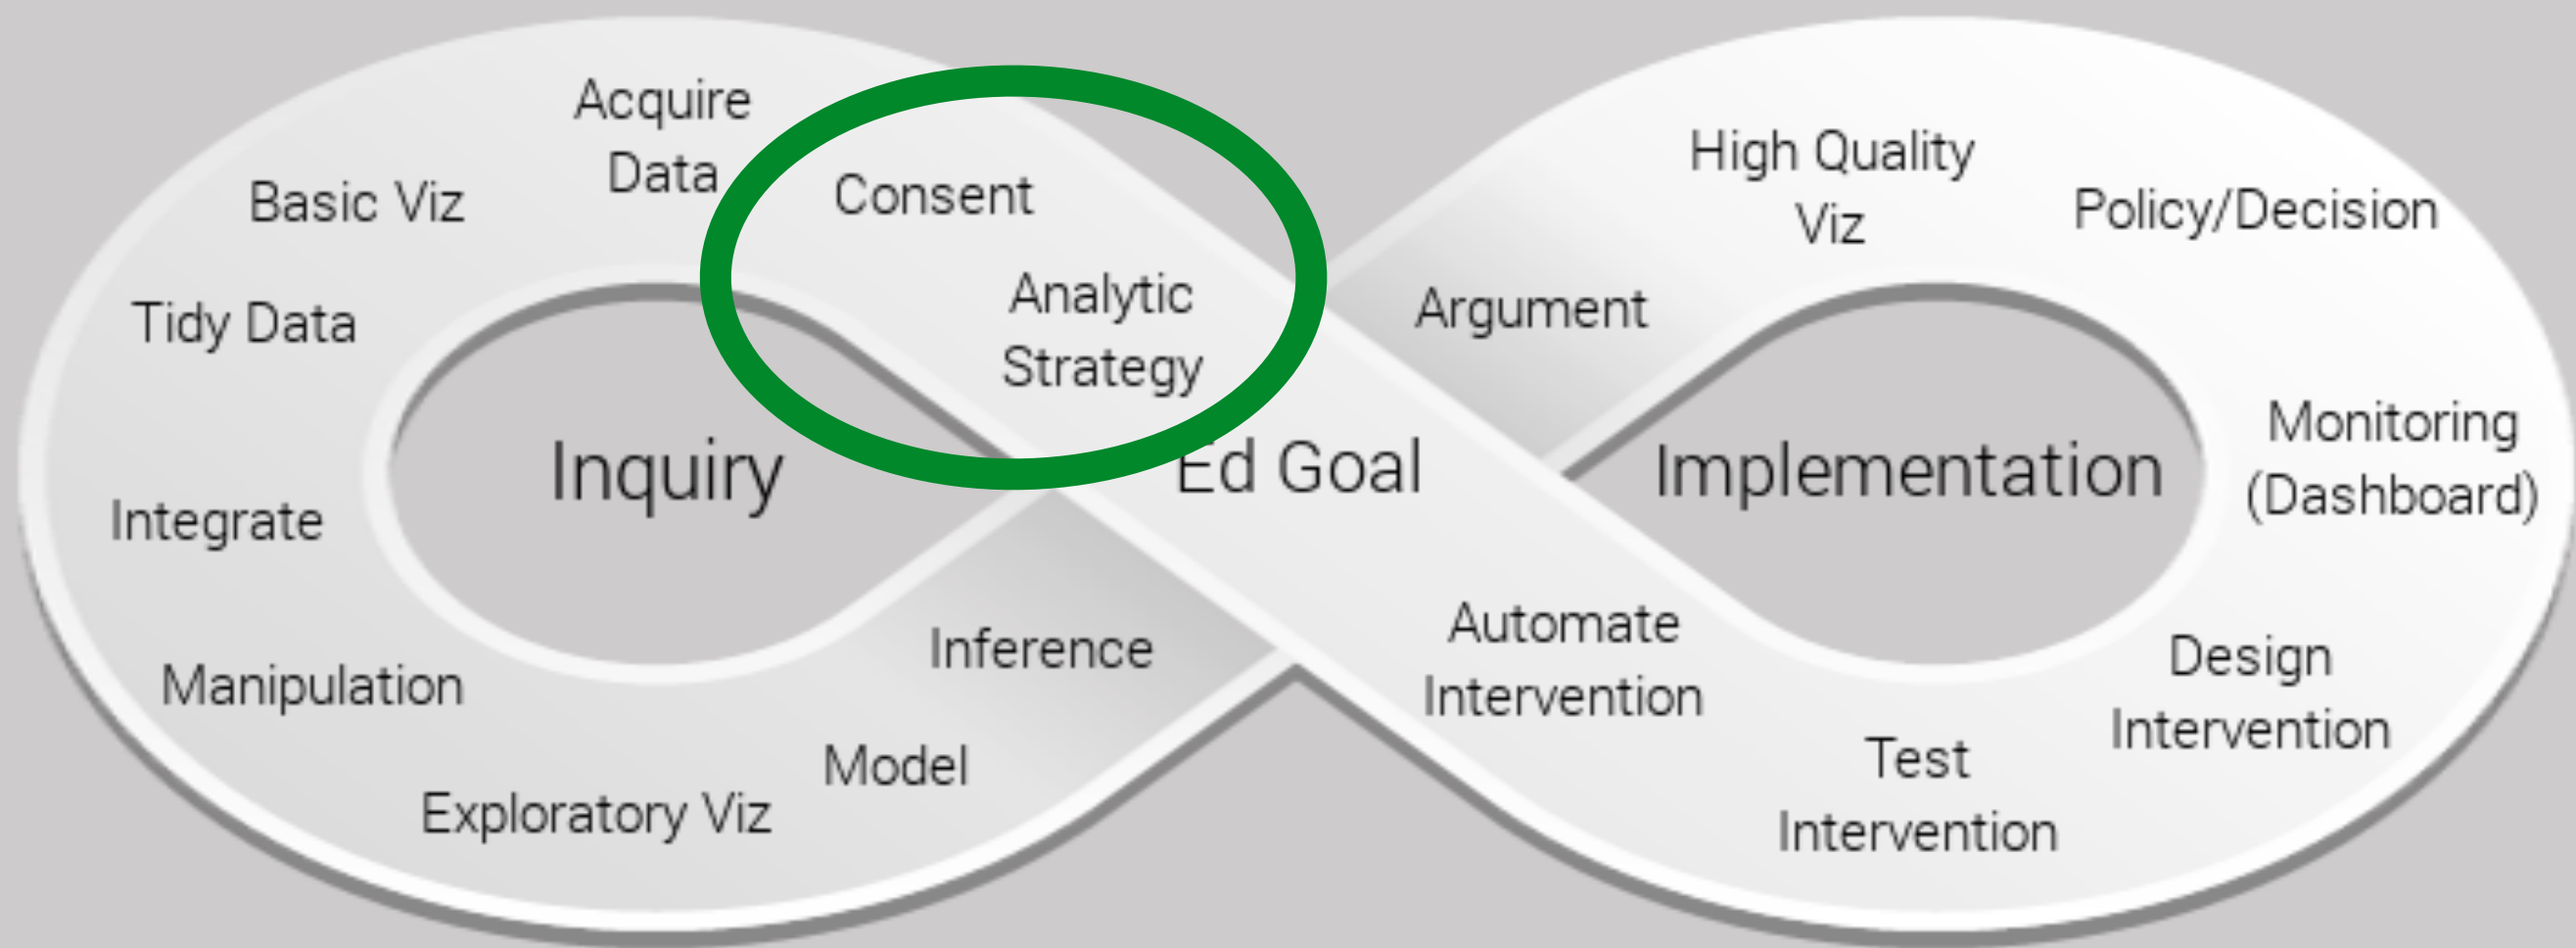 Acquire
Data
Consent
Basic Viz
Analytic
Strategy
Tidy Data
Inquiry
Ed Goal
Integrate
Manipulation
Inference
Model
Exploratory Viz
High Quality
Viz
Policy/Decision
Argument
Implementation
Monitoring
(Dashboard)
Automate
Intervention
Design
Intervention
Test
Intervention